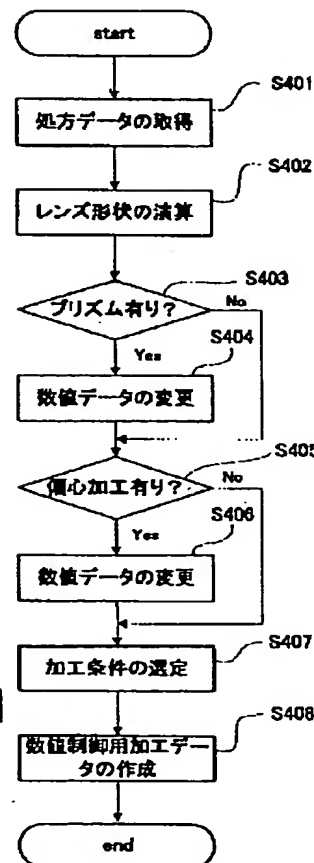 start
S401
処方データの取得
S402
レンズ形状の演算
S403
プリズム有り？
No
S404
Yes
数値データの変更
S405
偏心加工有り？
No
S406
Yes
数値データの変更
S407
加工条件の選定
S408
数値制御用加工デー
タの作成
end